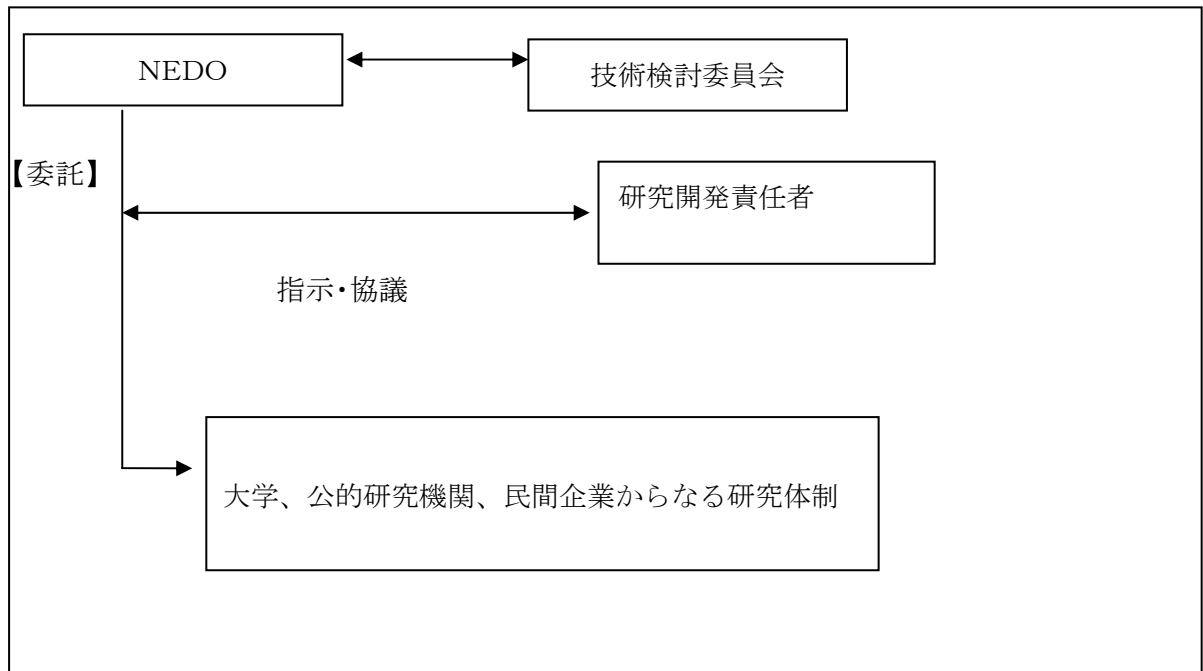 NEDO
技術検討委員会
【委託】
研究開発責任者
指示・協議
大学、公的研究機関、民間企業からなる研究体制